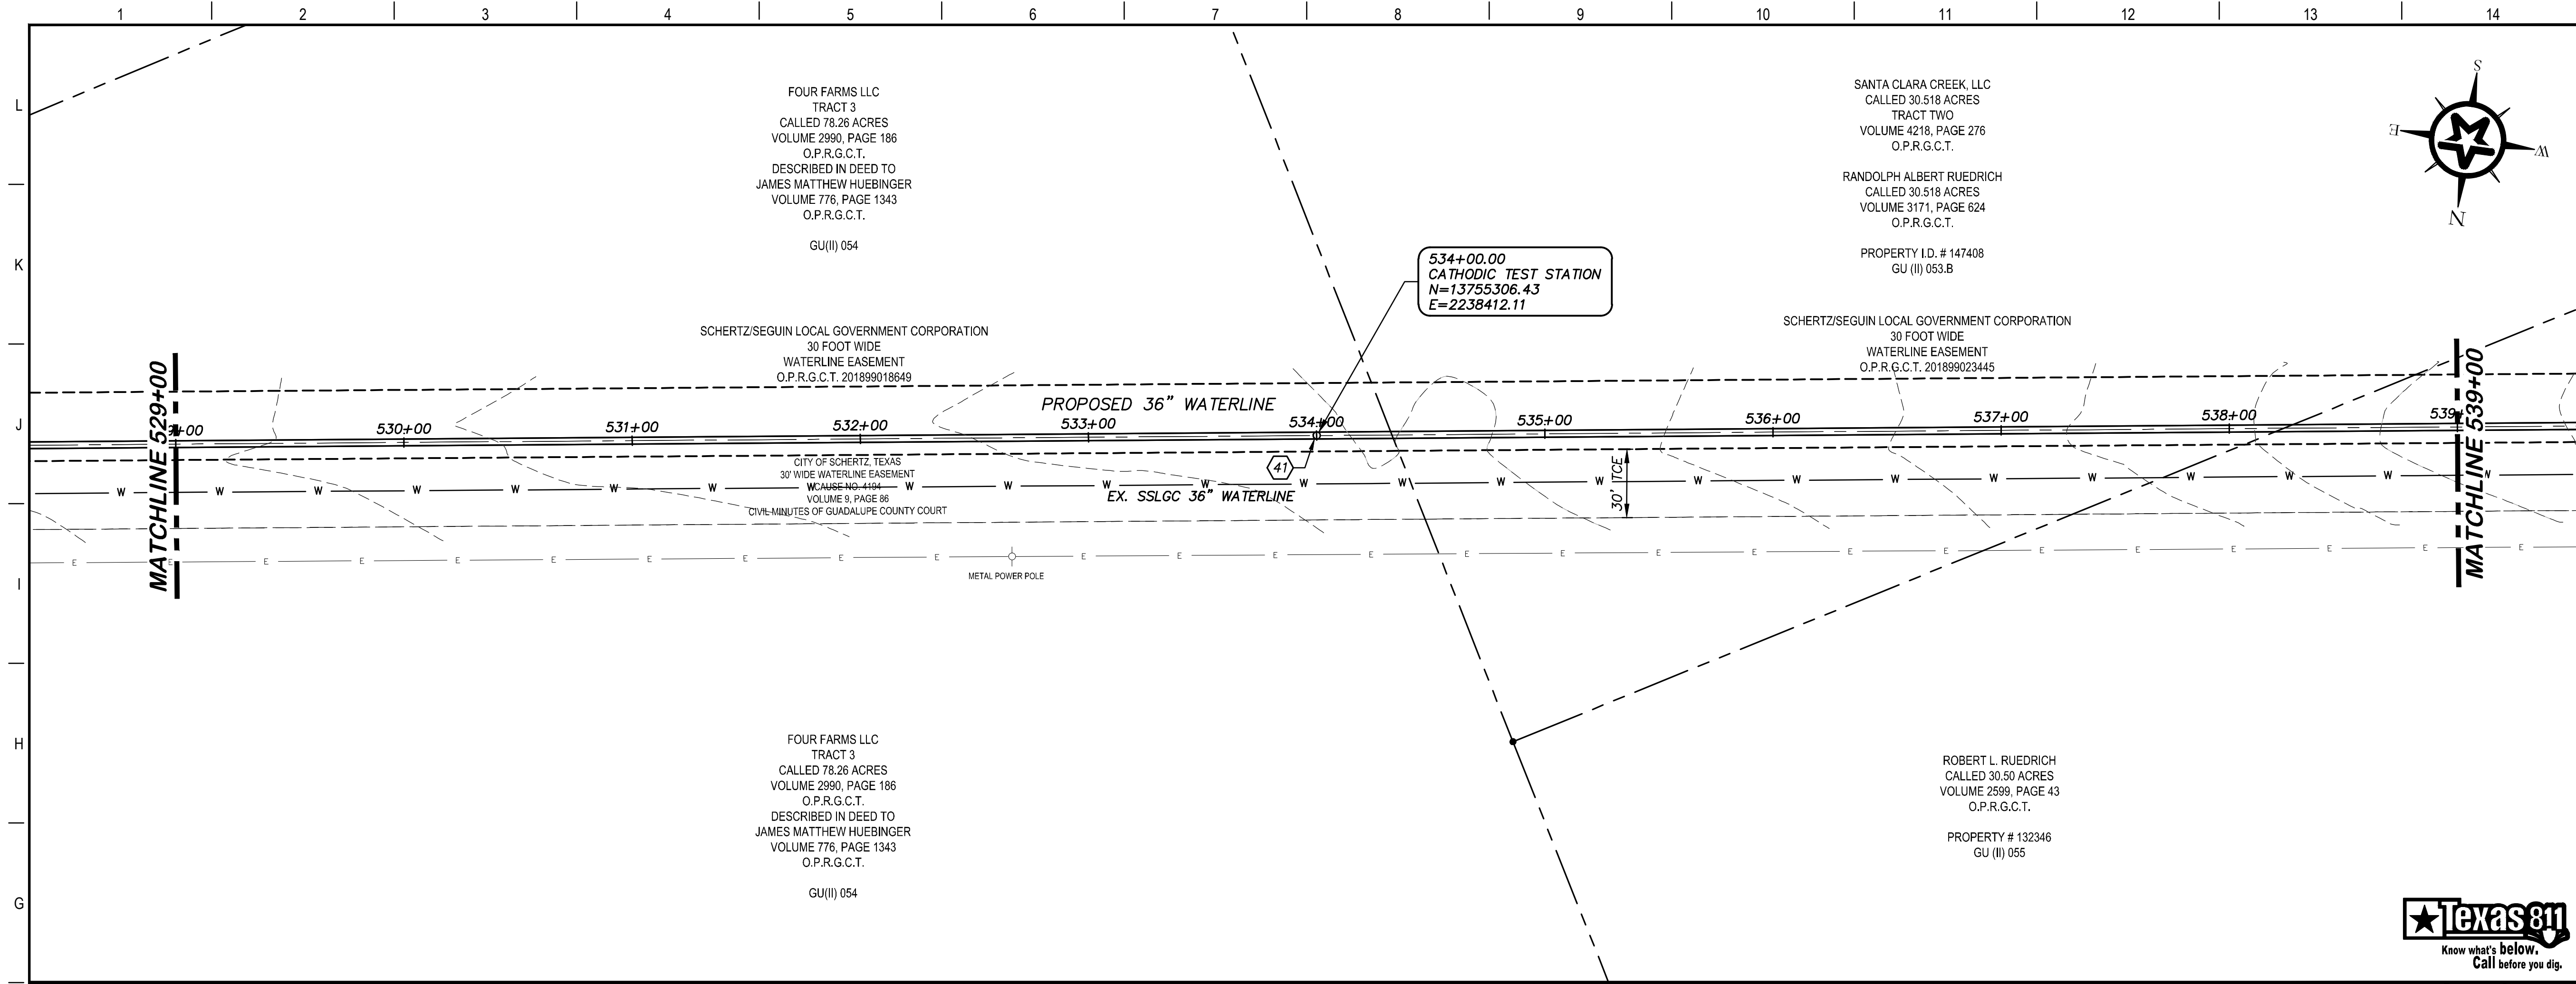 1 2 3 4 5 6 7 8 9 10 11 12 13 14
L
K
J
I
H
G
FOUR FARMS LLC
TRACT 3
CALLED 78.26 ACRES
VOLUME 2990, PAGE 186
O.P.R.G.C.T.
DESCRIBED IN DEED TO
JAMES MATTHEW HUEBINGER
VOLUME 776, PAGE 1343
O.P.R.G.C.T.
GU(II) 054
SANTA CLARA CREEK, LLC
CALLED 30.518 ACRES
TRACT TWO
VOLUME 4218, PAGE 276
O.P.R.G.C.T.
RANDOLPH ALBERT RUEDRICH
CALLED 30.518 ACRES
VOLUME 3171, PAGE 624
O.P.R.G.C.T.
PROPERTY I.D. # 147408
GU (II) 053.B
S
E
W
N
534+00.00
CATHODIC TEST STATION
N=13755306.43
E=2238412.11
SCHERTZ/SEGUIN LOCAL GOVERNMENT CORPORATION
30 FOOT WIDE
WATERLINE EASEMENT
O.P.R.G.C.T. 201899018649
SCHERTZ/SEGUIN LOCAL GOVERNMENT CORPORATION
30 FOOT WIDE
WATERLINE EASEMENT
O.P.R.G.C.T. 201899023445
MATCHLINE 529+00
PROPOSED 36" WATERLINE
9+00 530+00 531+00 532+00 533+00 534+00 535+00 536+00 537+00 538+00 539+
MATCHLINE 539+00
CITY OF SCHERTZ, TEXAS
30' WIDE WATERLINE EASEMENT
CAUSE NO. 4194
VOLUME 9, PAGE 86
CIVIL MINUTES OF GUADALUPE COUNTY COURT
41
30' TCE
W W W W W W W W W W W W W W W W W W W W W W W W W
EX. SSLGC 36" WATERLINE
E E E E E E E E E E E E E E E E E E E E E E E E E E
METAL POWER POLE
FOUR FARMS LLC
TRACT 3
CALLED 78.26 ACRES
VOLUME 2990, PAGE 186
O.P.R.G.C.T.
DESCRIBED IN DEED TO
JAMES MATTHEW HUEBINGER
VOLUME 776, PAGE 1343
O.P.R.G.C.T.
GU(II) 054
ROBERT L. RUEDRICH
CALLED 30.50 ACRES
VOLUME 2599, PAGE 43
O.P.R.G.C.T.
PROPERTY # 132346
GU (II) 055
Texas 811
Know what's below.
Call before you dig.